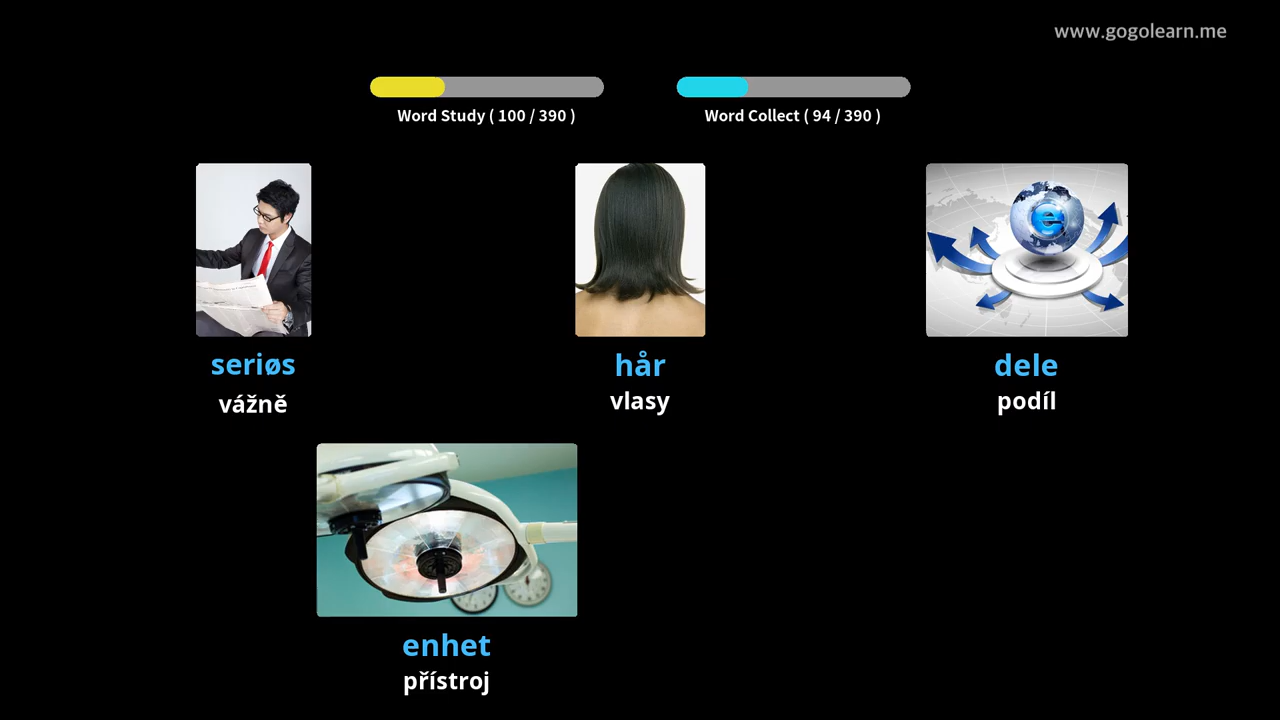 www.gogolearn.me
Word Study ( 100 / 390 )
Word Collect ( 94 / 390 )
seriøs
vážně
hår
vlasy
dele
podíl
e
enhet
přístroj